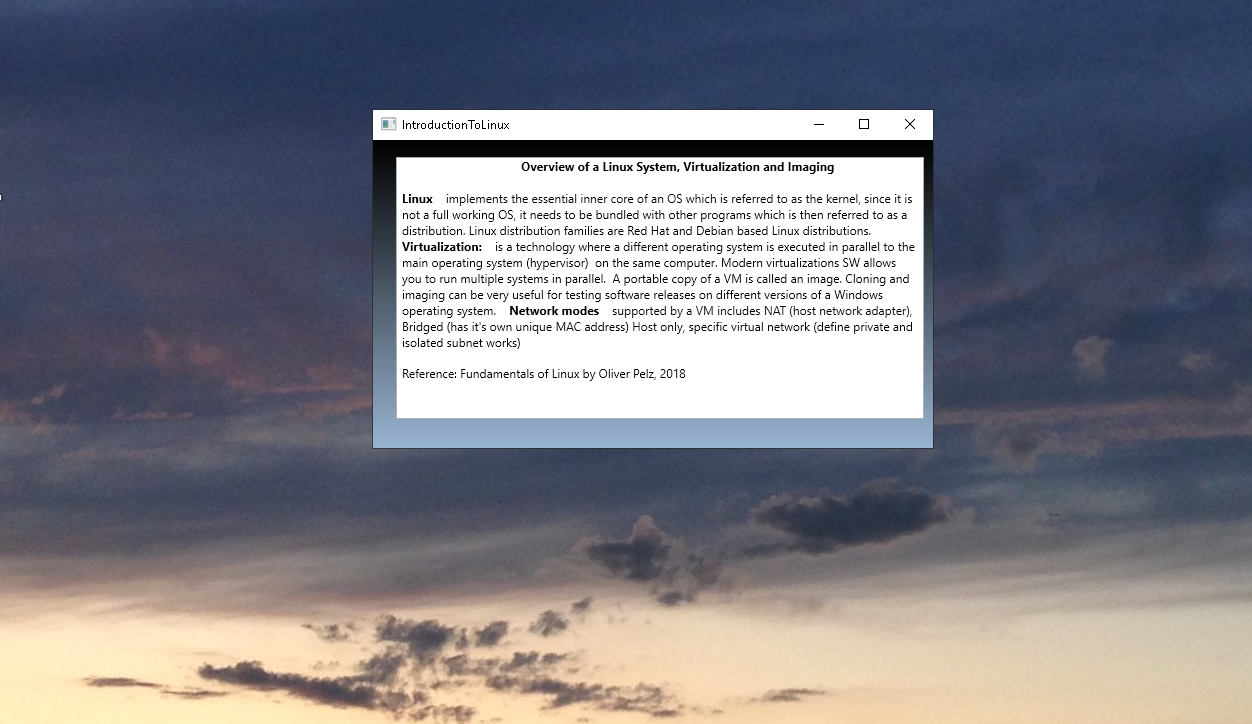 IntroductionToLinux
Overview of a Linux System, Virtualization and Imaging
Linux    implements the essential inner core of an OS which is referred to as the kernel, since it is
not a full working OS, it needs to be bundled with other programs which is then referred to as a
distribution. Linux distribution families are Red Hat and Debian based Linux distributions.
Virtualization:    is a technology where a different operating system is executed in parallel to the
main operating system (hypervisor)  on the same computer. Modern virtualizations SW allows
you to run multiple systems in parallel.  A portable copy of a VM is called an image. Cloning and
imaging can be very useful for testing software releases on different versions of a Windows
operating system.    Network modes    supported by a VM includes NAT (host network adapter),
Bridged (has it's own unique MAC address) Host only, specific virtual network (define private and
isolated subnet works)
Reference: Fundamentals of Linux by Oliver Pelz, 2018